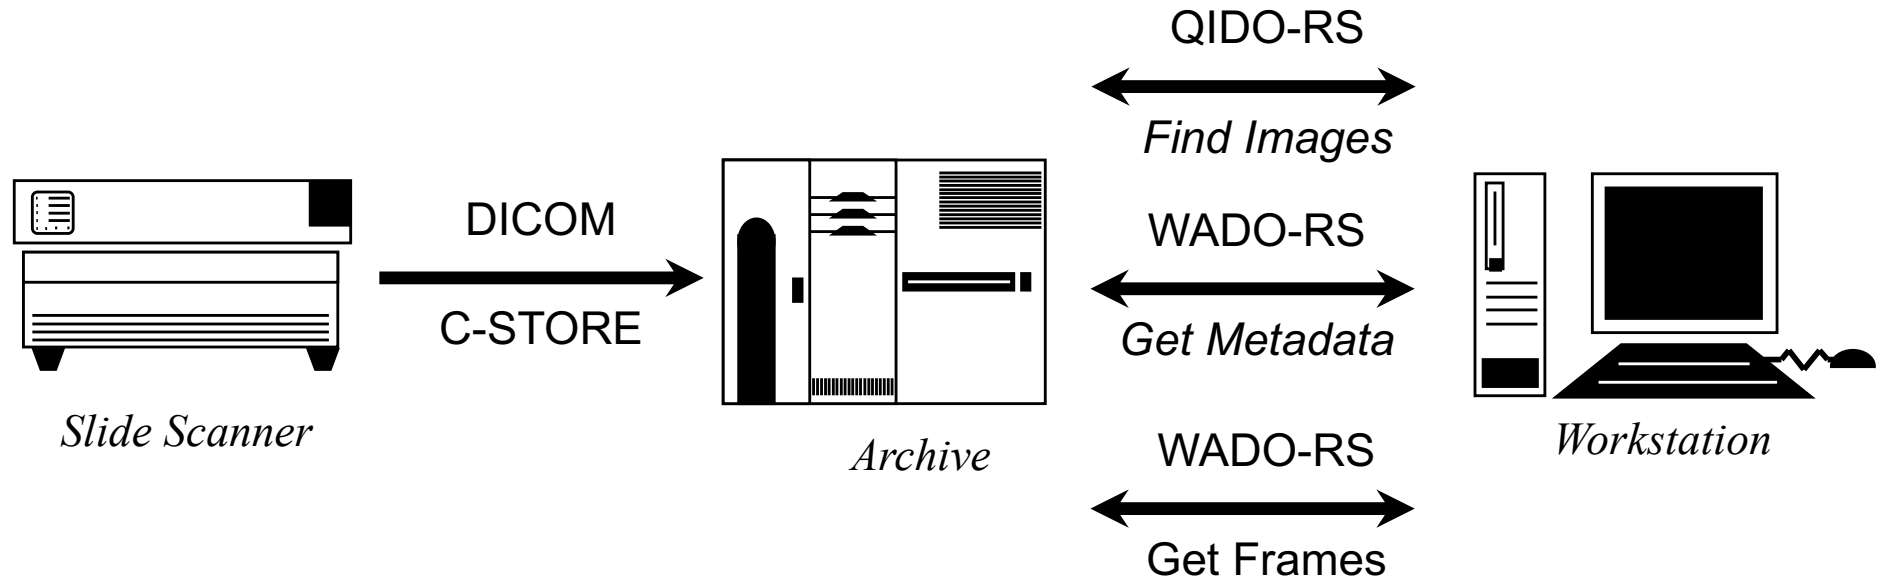 QIDO-RS
Find Images
DICOM
C-STORE
WADO-RS
Get Metadata
Slide Scanner
Archive
WADO-RS
Get Frames
Workstation